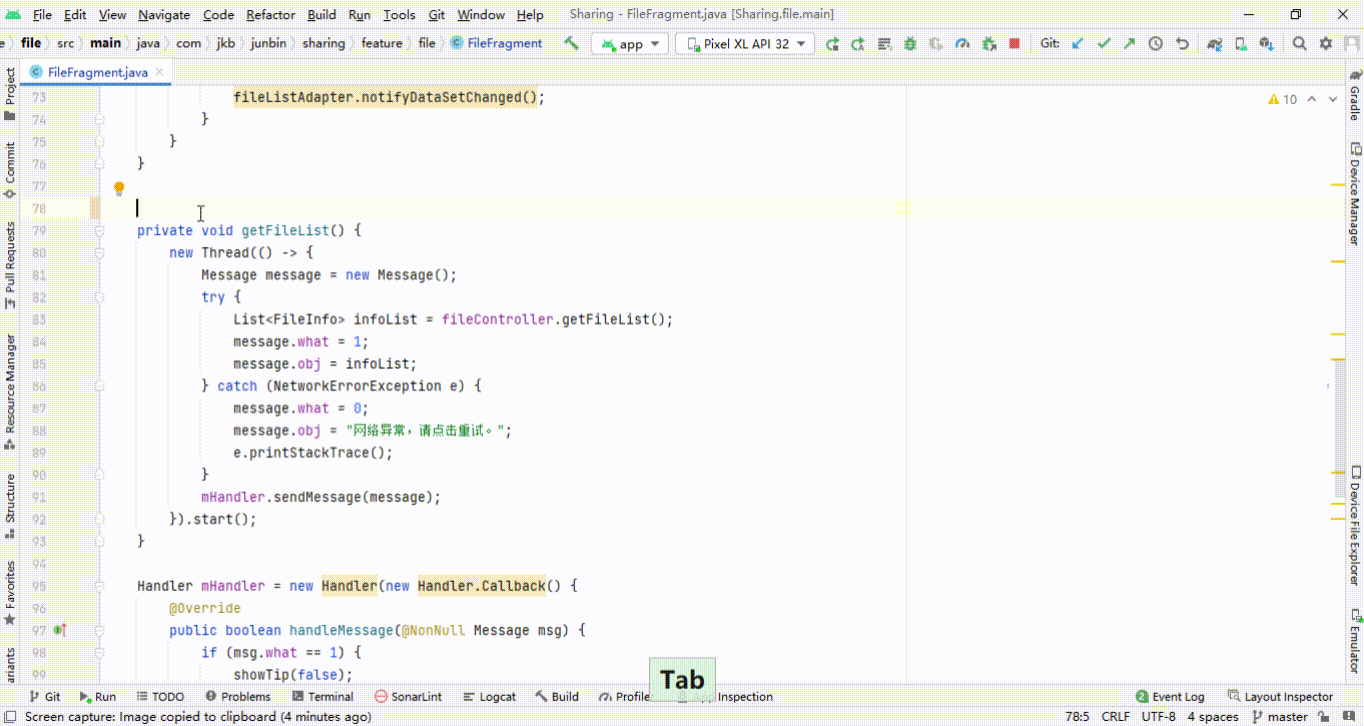 File Edit View Navigate Code Refactor Build Run Tools Git Window Help Sharing - FileFragment.java [Sharing.file.main]
e file src main java com jkb junbin sharing feature file FileFragment app Pixel XL API 32 Git:
FileFragment.java
73 fileListAdapter.notifyDataSetChanged(); 10
74 }
75 }
76 }
77
78
79 private void getFileList() {
80 new Thread(() -> {
81 Message message = new Message();
82 try {
83 List<FileInfo> infoList = fileController.getFileList();
84 message.what = 1;
85 message.obj = infoList;
86 } catch (NetworkErrorException e) {
87 message.what = 0;
88 message.obj = "网络异常，请点击重试。";
89 e.printStackTrace();
90 }
91 mHandler.sendMessage(message);
92 }).start();
93 }
94
95 Handler mHandler = new Handler(new Handler.Callback() {
96 @Override
97 public boolean handleMessage(@NonNull Message msg) {
98 if (msg.what == 1) {
99 showTip(false);
Project
Commit
Pull Requests
Resource Manager
Structure
Favorites
ariants
Gradle
Device Manager
Device File Explorer
Emulator
Tab
Git Run TODO Problems Terminal SonarLint Logcat Build Profile App Inspection Event Log Layout Inspector
Screen capture: Image copied to clipboard (4 minutes ago) 78:5 CRLF UTF-8 4 spaces master